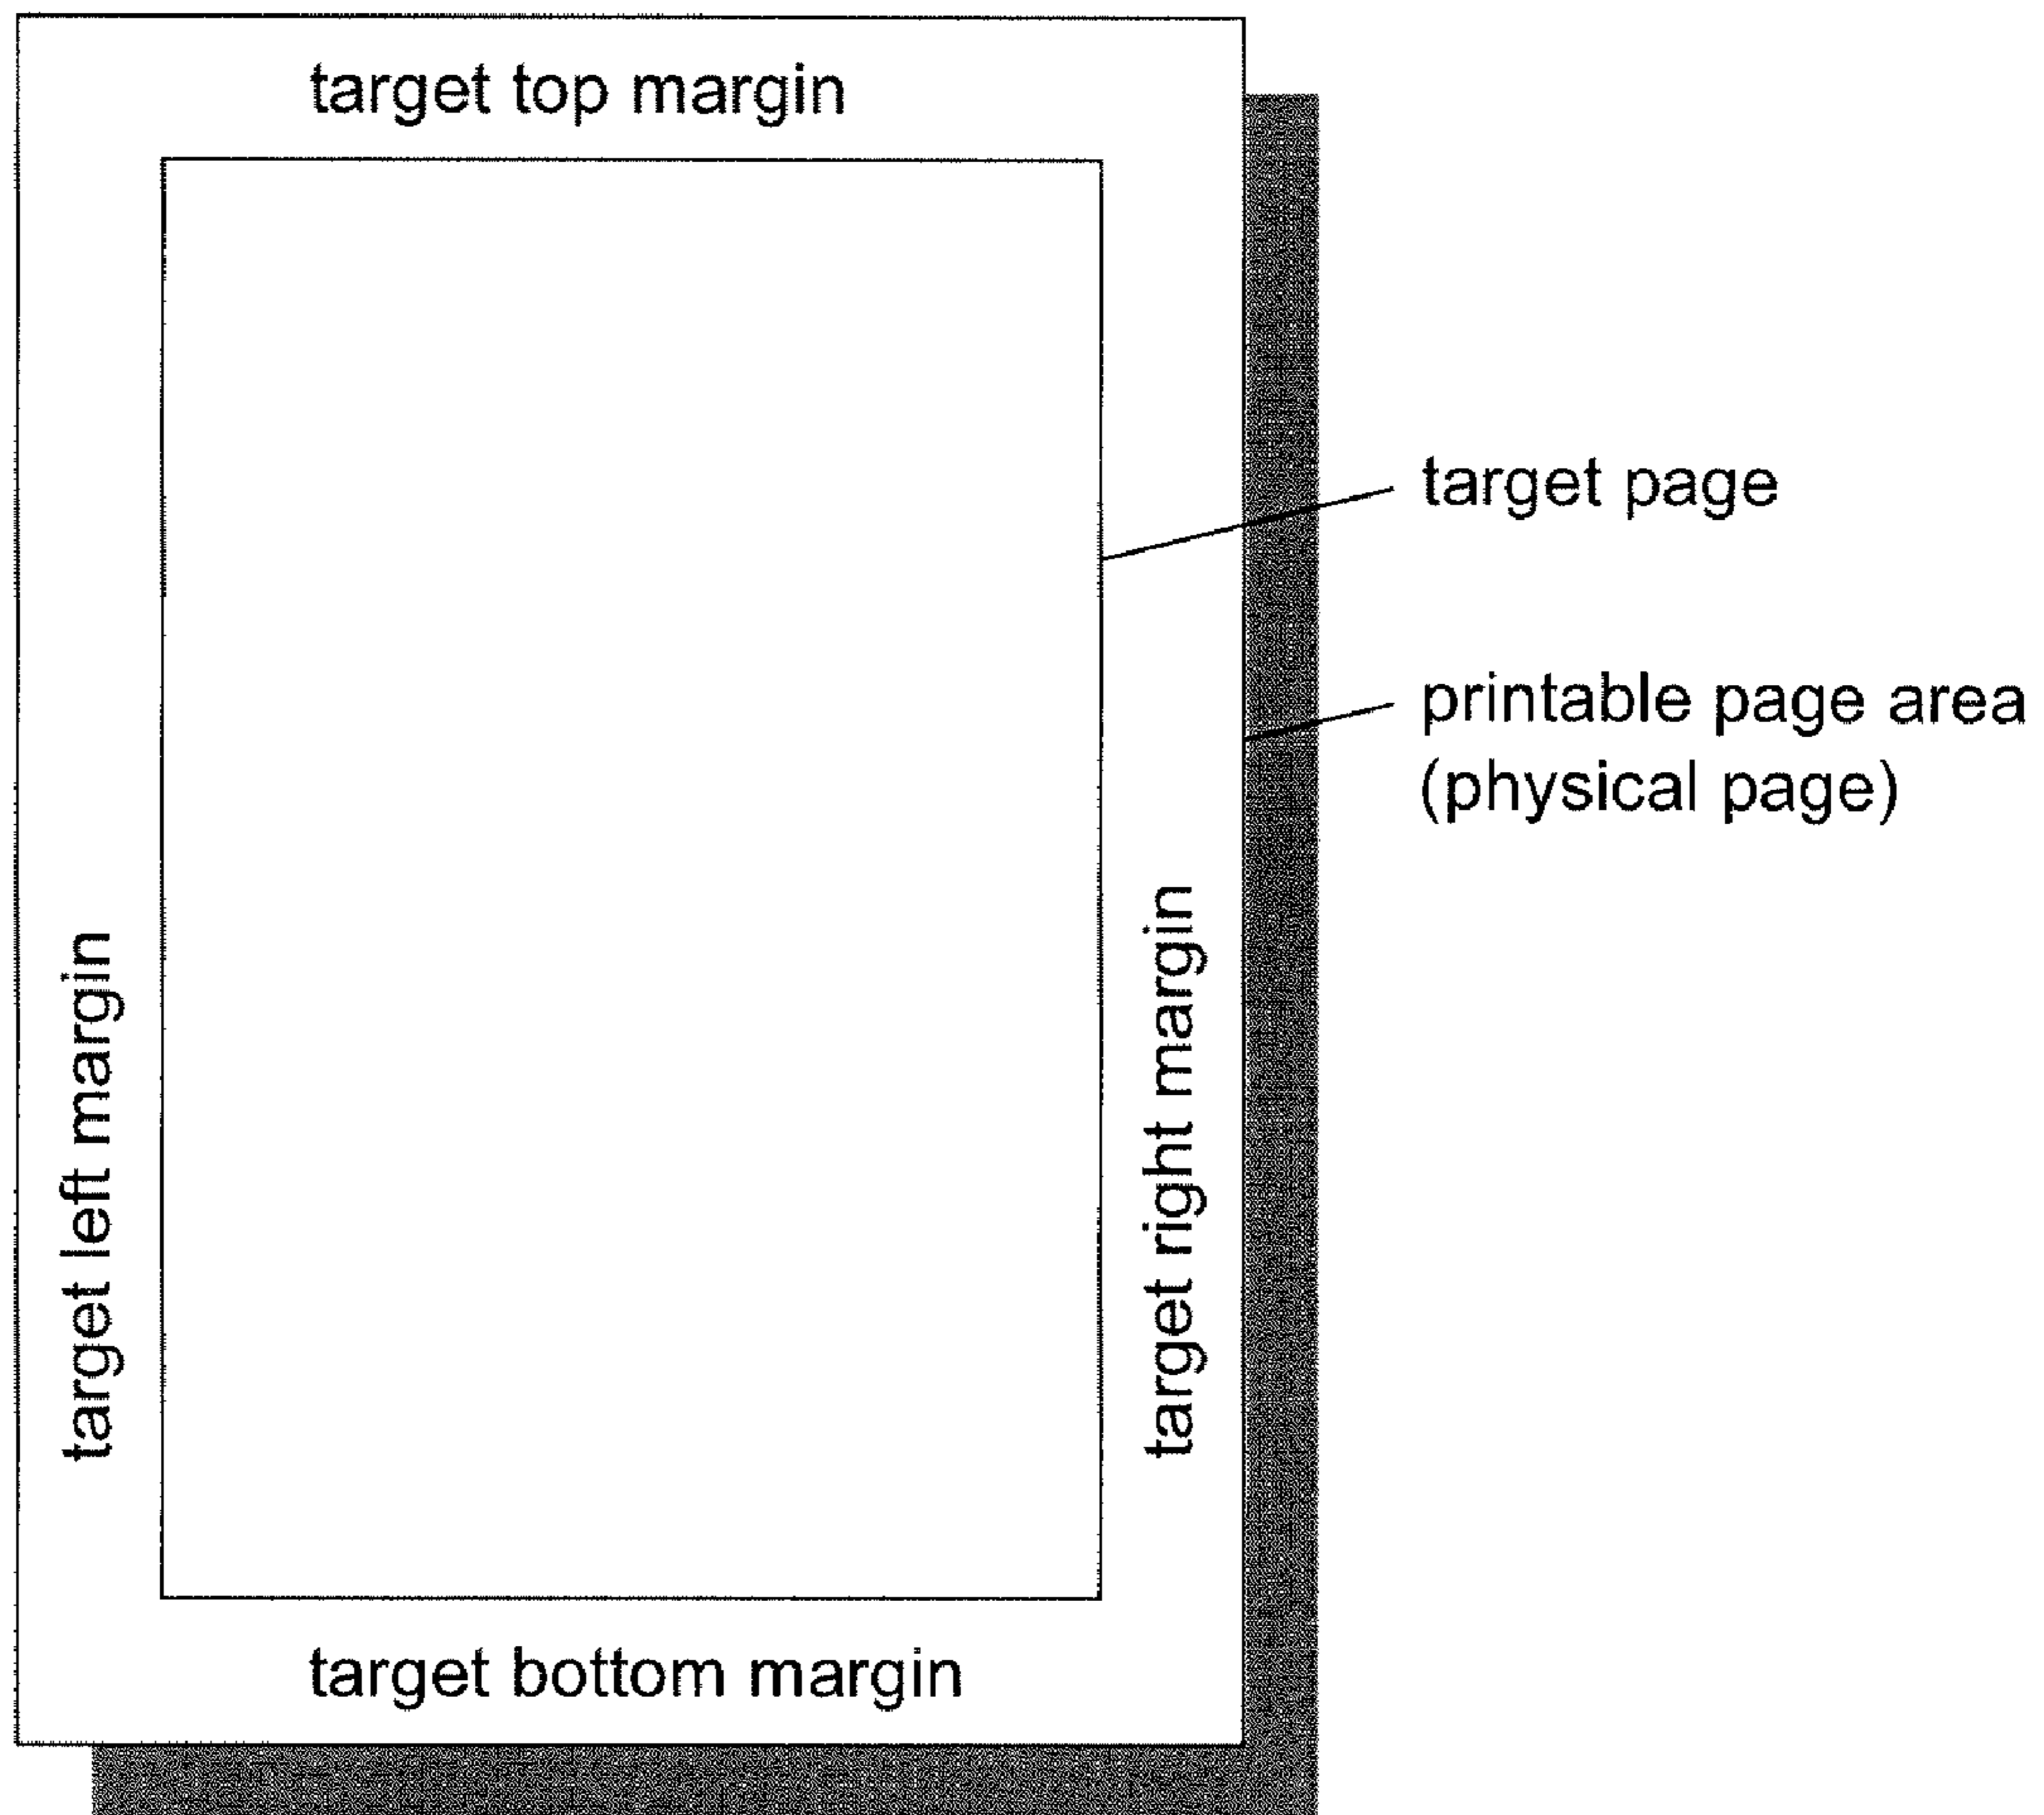 target top margin
target page
printable page area
(physical page)
target left margin
target right margin
target bottom margin